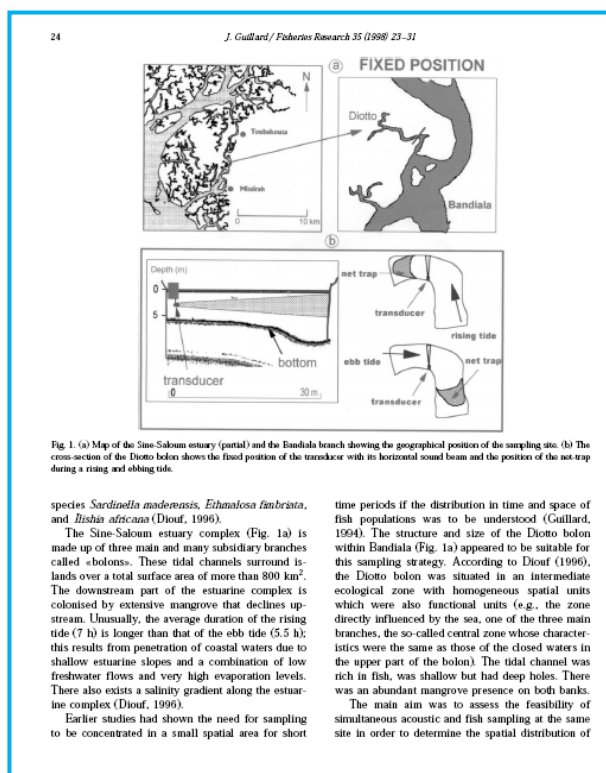 24
J. Guillard / Fisheries Research 35 (1998) 23–31
a FIXED POSITION
N
Toubakouta
Missirah
0 10 km
Diotto
Bandiala
b
Depth (m)
0
5
bottom
transducer
0 30 m
net trap
transducer
rising tide
ebb tide
net trap
transducer
Fig. 1. (a) Map of the Sine-Saloum estuary (partial) and the Bandiala branch showing the geographical position of the sampling site. (b) The
cross-section of the Diotto bolon shows the fixed position of the transducer with its horizontal sound beam and the position of the net-trap
during a rising and ebbing tide.
species Sardinella maderensis, Ethmalosa fimbriata,
and Ilishia africana (Diouf, 1996).
The Sine-Saloum estuary complex (Fig. 1a) is
made up of three main and many subsidiary branches
called «bolons». These tidal channels surround is-
lands over a total surface area of more than 800 km².
The downstream part of the estuarine complex is
colonised by extensive mangrove that declines up-
stream. Unusually, the average duration of the rising
tide (7 h) is longer than that of the ebb tide (5.5 h);
this results from penetration of coastal waters due to
shallow estuarine slopes and a combination of low
freshwater flows and very high evaporation levels.
There also exists a salinity gradient along the estuar-
ine complex (Diouf, 1996).
Earlier studies had shown the need for sampling
to be concentrated in a small spatial area for short
time periods if the distribution in time and space of
fish populations was to be understood (Guillard,
1994). The structure and size of the Diotto bolon
within Bandiala (Fig. 1a) appeared to be suitable for
this sampling strategy. According to Diouf (1996),
the Diotto bolon was situated in an intermediate
ecological zone with homogeneous spatial units
which were also functional units (e.g., the zone
directly influenced by the sea, one of the three main
branches, the so-called central zone whose character-
istics were the same as those of the closed waters in
the upper part of the bolon). The tidal channel was
rich in fish, was shallow but had deep holes. There
was an abundant mangrove presence on both banks.
The main aim was to assess the feasibility of
simultaneous acoustic and fish sampling at the same
site in order to determine the spatial distribution of